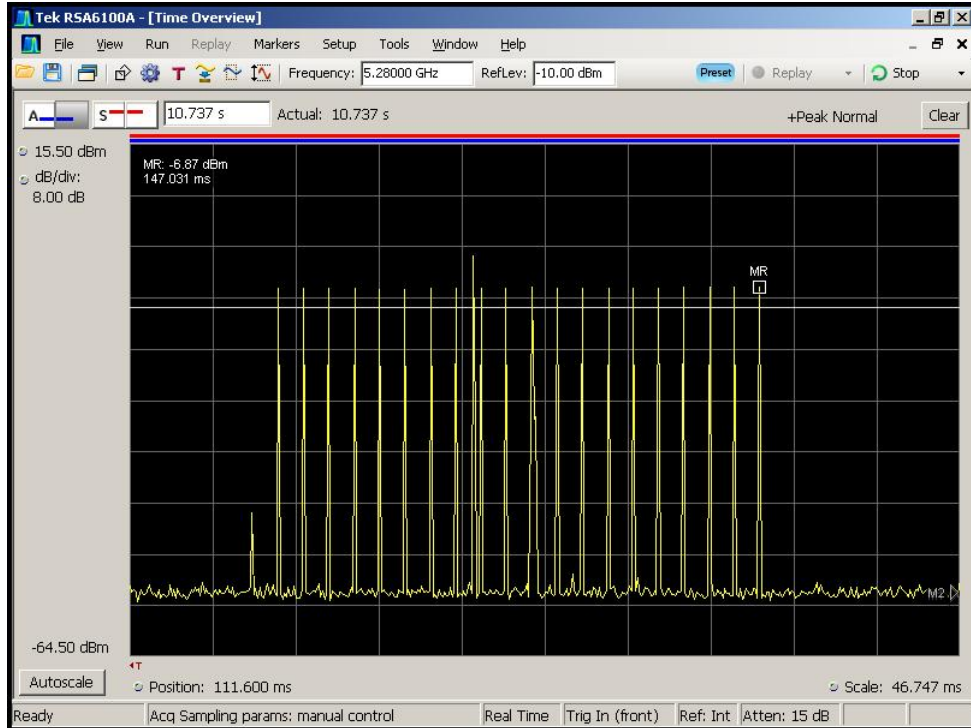 Tek RSA6100A - [Time Overview]
File View Run Replay Markers Setup Tools Window Help
T Frequency: 5.28000 GHz RefLev: -10.00 dBm Preset Replay Stop
A S 10.737 s Actual: 10.737 s +Peak Normal Clear
15.50 dBm
dB/div:
8.00 dB
MR: -6.87 dBm
147.031 ms
MR
M2
-64.50 dBm
T
Autoscale Position: 111.600 ms Scale: 46.747 ms
Ready Acq Sampling params: manual control Real Time Trig In (front) Ref: Int Atten: 15 dB